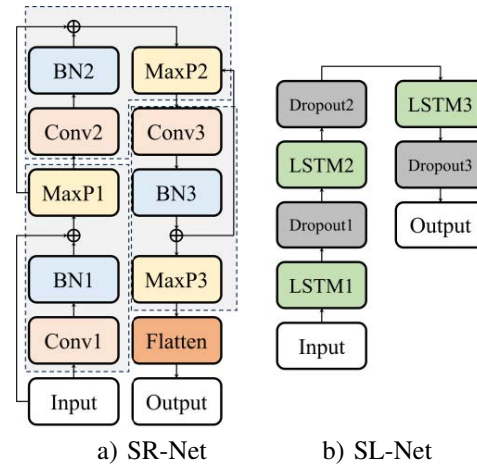 BN2
MaxP2
Conv2
Conv3
MaxP1
BN3
BN1
MaxP3
Conv1
Flatten
Input
Output
a) SR-Net
Dropout2
LSTM3
LSTM2
Dropout3
Dropout1
Output
LSTM1
Input
b) SL-Net